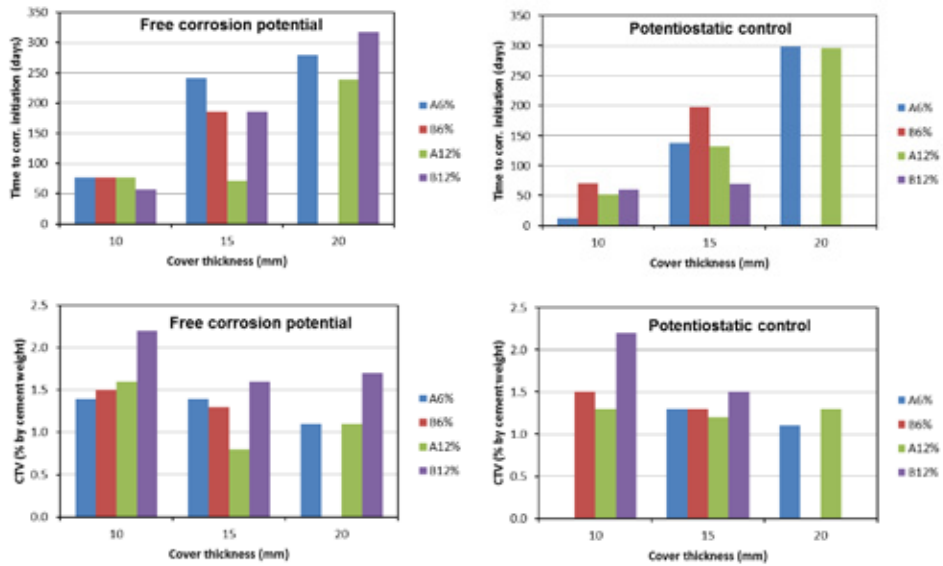 Free corrosion potential
Time to corr. initiation (days)
350
300
250
200
150
100
50
0
10 15 20
Cover thickness (mm)
A6%
B6%
A12%
B12%
Potentiostatic control
Time to corr. initiation (days)
350
300
250
200
150
100
50
0
10 15 20
Cover thickness (mm)
A6%
B6%
A12%
B12%
Free corrosion potential
CTV (% by cement weight)
2.5
2.0
1.5
1.0
0.5
0.0
10 15 20
Cover thickness (mm)
A6%
B6%
A12%
B12%
Potentiostatic control
CTV (% by cement weight)
2.5
2.0
1.5
1.0
0.5
0.0
10 15 20
Cover thickness (mm)
A6%
B6%
A12%
B12%